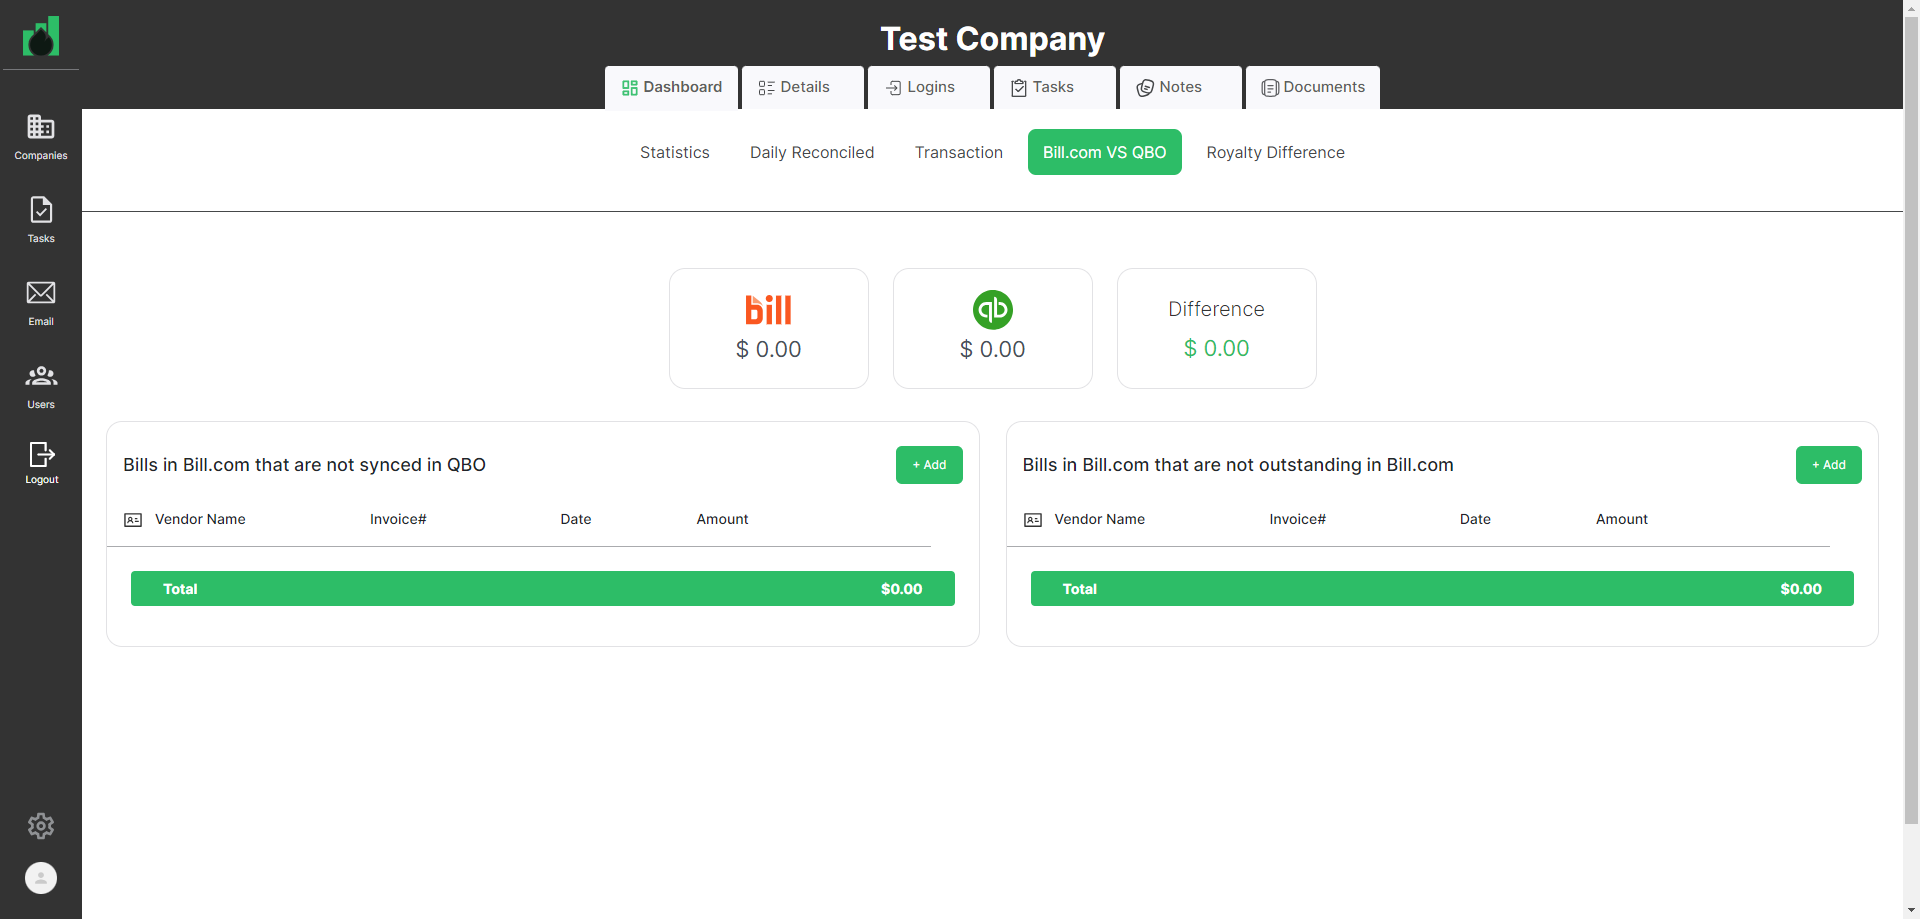 Test Company
Dashboard Details Logins Tasks Notes Documents
Companies
Tasks
Email
Users
Logout
Statistics Daily Reconciled Transaction Bill.com VS QBO Royalty Difference
bill qb Difference
$ 0.00 $ 0.00 $ 0.00
Bills in Bill.com that are not synced in QBO + Add
Vendor Name Invoice# Date Amount
Total $0.00
Bills in Bill.com that are not outstanding in Bill.com + Add
Vendor Name Invoice# Date Amount
Total $0.00